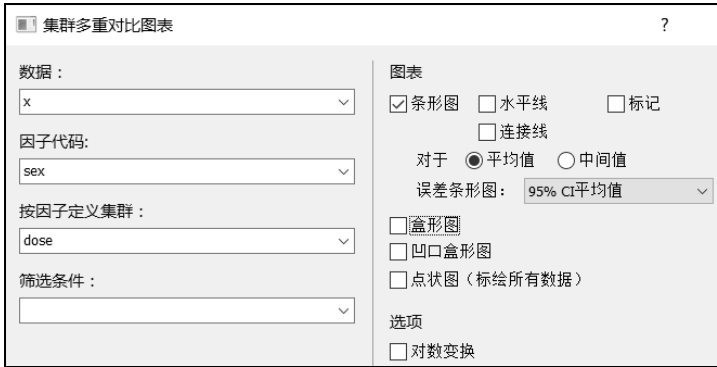 集群多重对比图表 ?
数据：
x
因子代码:
sex
按因子定义集群：
dose
筛选条件：
图表
条形图 水平线 标记
连接线
对于 平均值 中间值
误差条形图： 95% CI平均值
盒形图
凹口盒形图
点状图（标绘所有数据）
选项
对数变换